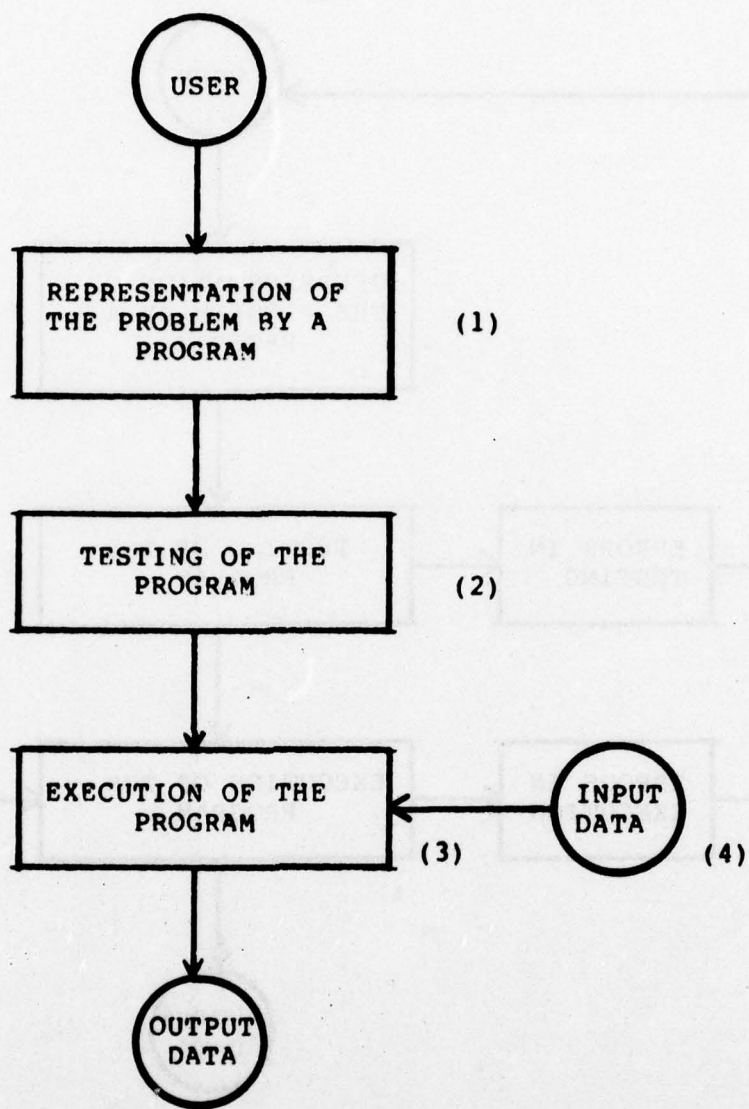 USER
REPRESENTATION OF
THE PROBLEM BY A
PROGRAM
(1)
TESTING OF THE
PROGRAM
(2)
EXECUTION OF THE
PROGRAM
(3)
INPUT
DATA
(4)
OUTPUT
DATA